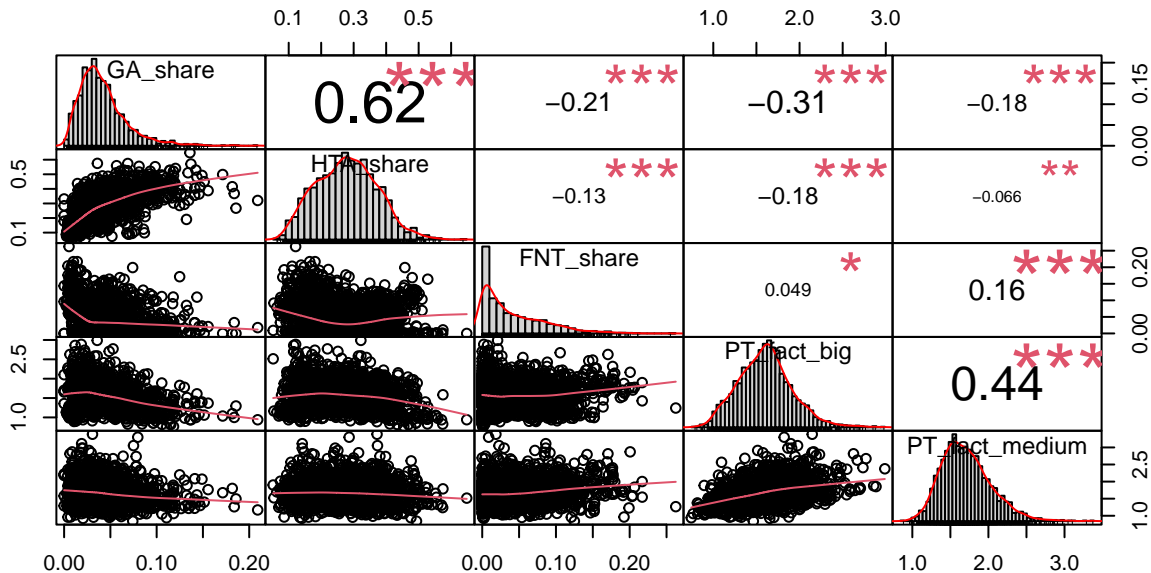 0.1 0.3 0.5 1.0 2.0 3.0
GA_share 0.62 *** −0.21 *** −0.31 *** −0.18 *** 0.00 0.15
0.1 0.5 HTA_share −0.13 *** −0.18 *** −0.066 **
FNT_share 0.049 * 0.16 *** 0.00 0.20
1.0 2.5 PT_fact_big 0.44 ***
PT_fact_medium 1.0 2.5
0.00 0.10 0.20 0.00 0.10 0.20 1.0 2.0 3.0